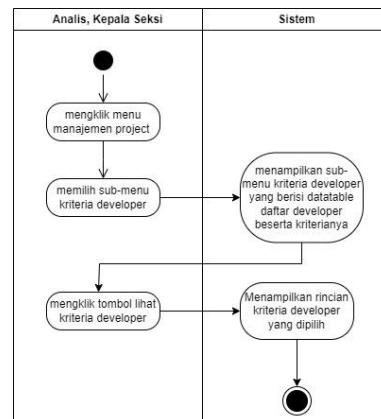 Analis, Kepala Seksi
Sistem
mengklik menu
manajemen project
memilih sub-menu
kriteria developer
menampilkan sub-
menu kriteria developer
yang berisi datatable
daftar developer
beserta kriterianya
mengklik tombol lihat
kriteria developer
Menampilkan rincian
kriteria developer
yang dipilih